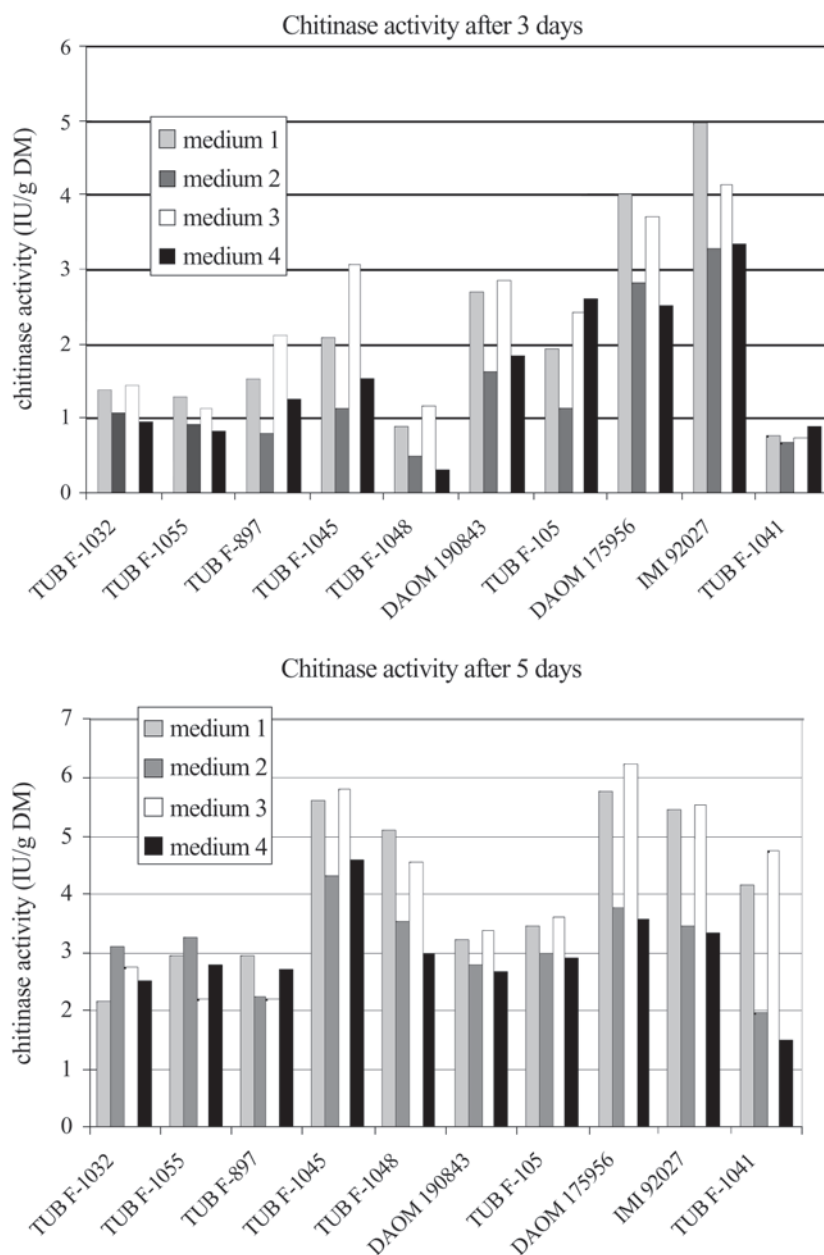 Chitinase activity after 3 days
chitinase activity (IU/g DM)
6
5
4
3
2
1
0
medium 1
medium 2
medium 3
medium 4
TUB F-1032
TUB F-1055
TUB F-897
TUB F-1045
TUB F-1048
DAOM 190843
TUB F-105
DAOM 175956
IMI 92027
TUB F-1041
Chitinase activity after 5 days
chitinase activity (IU/g DM)
7
6
5
4
3
2
1
0
medium 1
medium 2
medium 3
medium 4
TUB F-1032
TUB F-1055
TUB F-897
TUB F-1045
TUB F-1048
DAOM 190843
TUB F-105
DAOM 175956
IMI 92027
TUB F-1041